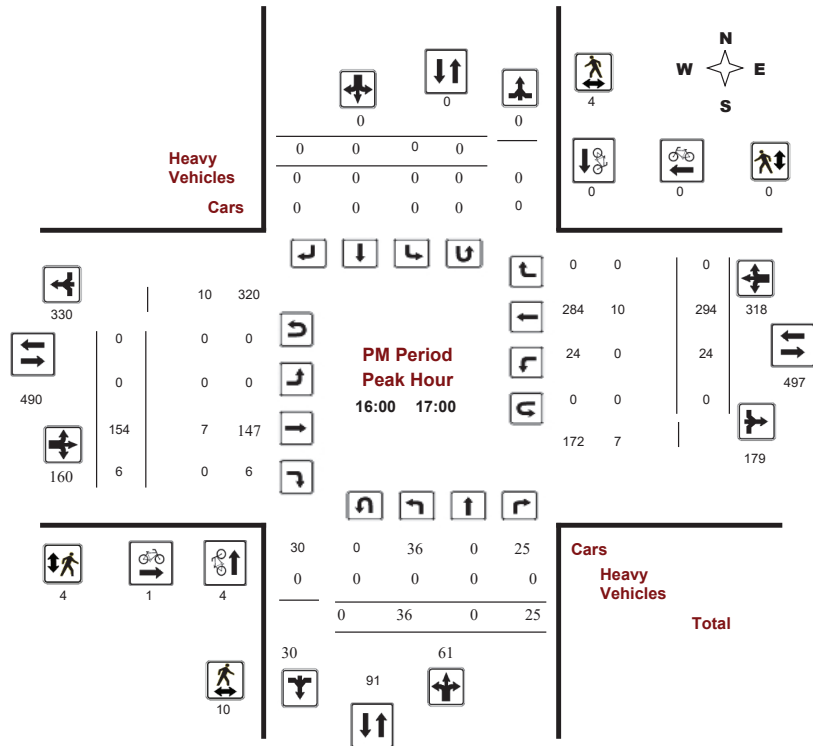 N
W E
S
0
4
0 0
0 0 0 0
Heavy
Vehicles
0 0 0 0 0
Cars
0 0 0 0 0
0 0 0
330
10 320
0 0 0
284 10 294
318
0 0 0 0
490
PM Period
Peak Hour
16:00 17:00
0 0 0 0
24 0 24
497
154 7 147
0 0 0
160
6 0 6
172 7
179
30 0 36 0 25
Cars
0 0 0 0 0
Heavy
Vehicles
0 36 0 25
Total
4 1 4
30 61
91
10